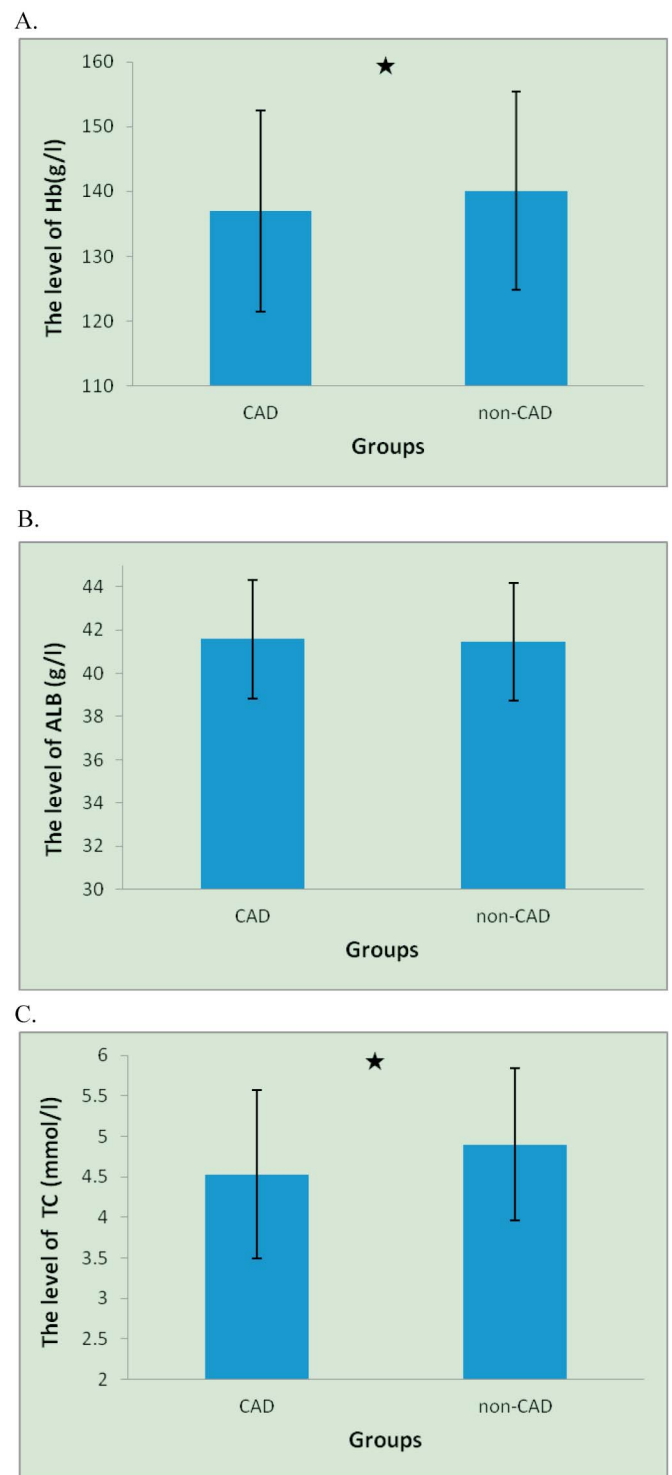 A.
The level of Hb(g/l)
160
150
140
130
120
110
CAD non-CAD
Groups
B.
The level of ALB (g/l)
44
42
40
38
36
34
32
30
CAD non-CAD
Groups
C.
The level of TC (mmol/l)
6
5.5
5
4.5
4
3.5
3
2.5
2
CAD non-CAD
Groups